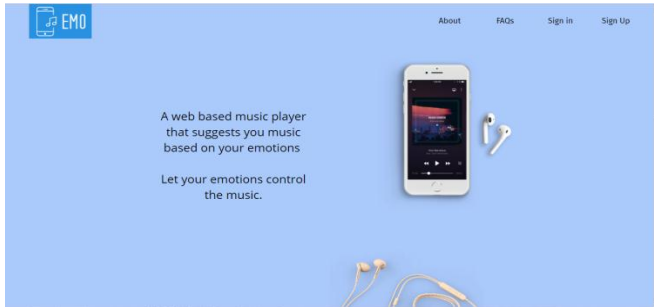 EMO
About FAQs Sign in Sign Up
A web based music player
that suggests you music
based on your emotions
Let your emotions control
the music.